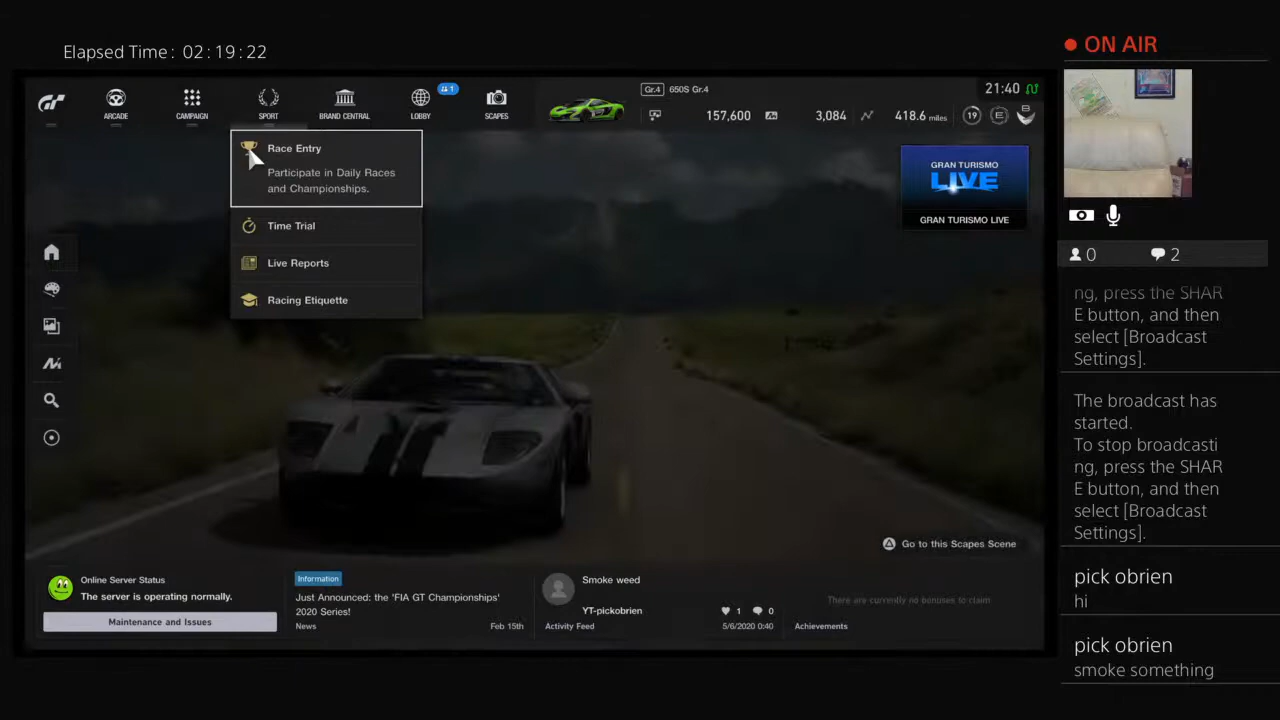 Elapsed Time: 02:19:22
ON AIR
GT
ARCADE
CAMPAIGN
SPORT
BRAND CENTRAL
LOBBY
1
SCAPES
Gr.4 650S Gr.4
21:40
157,600
3,084
418.6 miles
19
E
B
Race Entry
Participate in Daily Races
and Championships.
Time Trial
Live Reports
Racing Etiquette
GRAN TURISMO
LIVE
GRAN TURISMO LIVE
Go to this Scapes Scene
Online Server Status
The server is operating normally.
Maintenance and Issues
Information
Just Announced: the 'FIA GT Championships'
2020 Series!
News
Feb 15th
Smoke weed
YT-pickobrien
1
0
Activity Feed
5/6/2020 0:40
There are currently no bonuses to claim
Achievements
0
2
ng, press the SHAR
E button, and then
select [Broadcast
Settings].
The broadcast has
started.
To stop broadcasti
ng, press the SHAR
E button, and then
select [Broadcast
Settings].
pick obrien
hi
pick obrien
smoke something